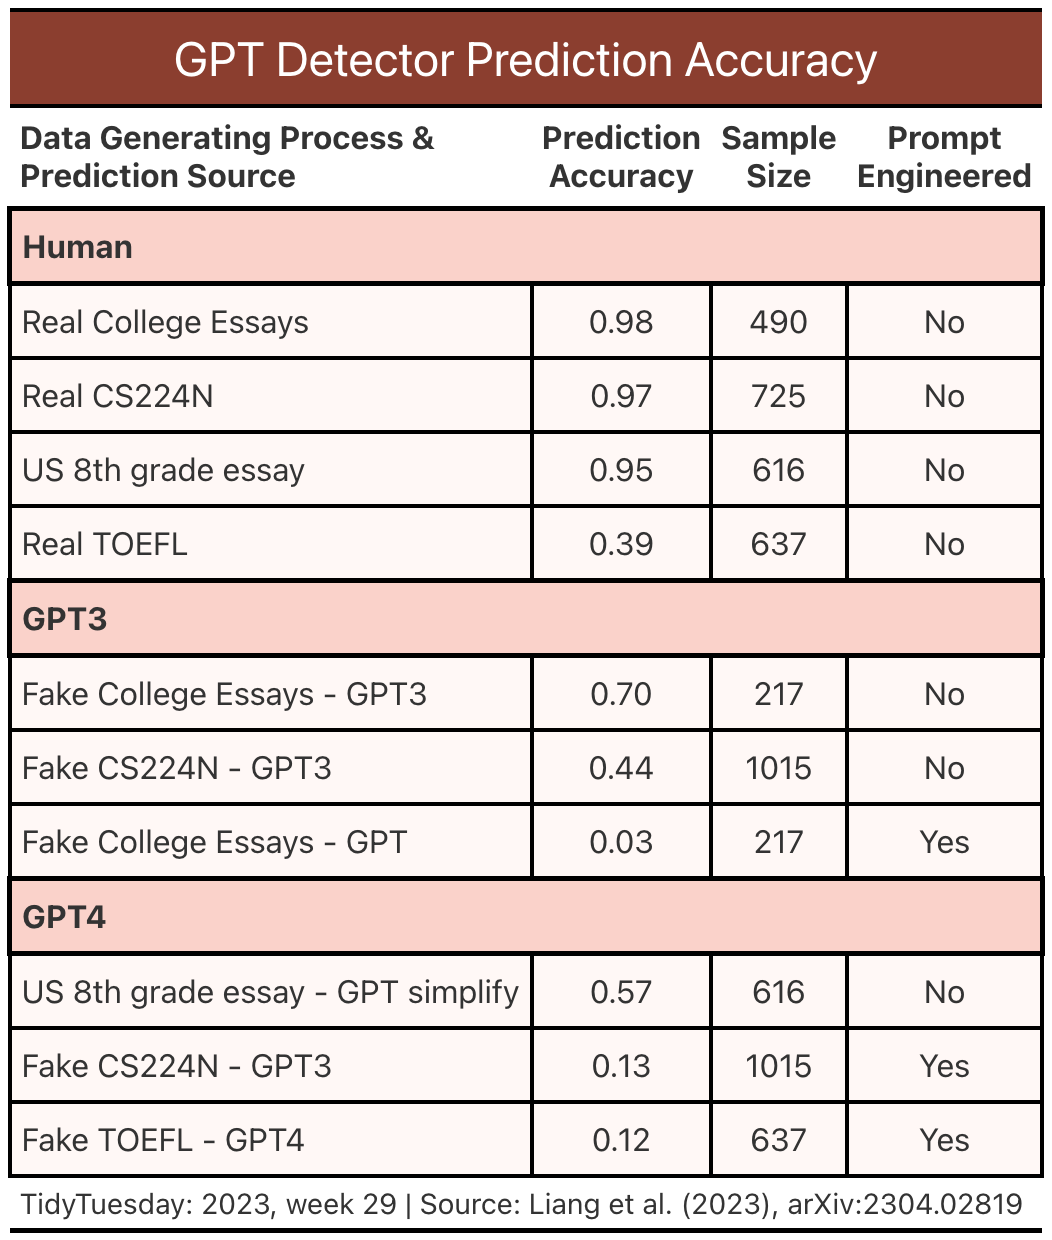 GPT Detector Prediction Accuracy
Data Generating Process & Prediction Sample Prompt
Prediction Source Accuracy Size Engineered
Human
Real College Essays 0.98 490 No
Real CS224N 0.97 725 No
US 8th grade essay 0.95 616 No
Real TOEFL 0.39 637 No
GPT3
Fake College Essays - GPT3 0.70 217 No
Fake CS224N - GPT3 0.44 1015 No
Fake College Essays - GPT 0.03 217 Yes
GPT4
US 8th grade essay - GPT simplify 0.57 616 No
Fake CS224N - GPT3 0.13 1015 Yes
Fake TOEFL - GPT4 0.12 637 Yes
TidyTuesday: 2023, week 29 | Source: Liang et al. (2023), arXiv:2304.02819